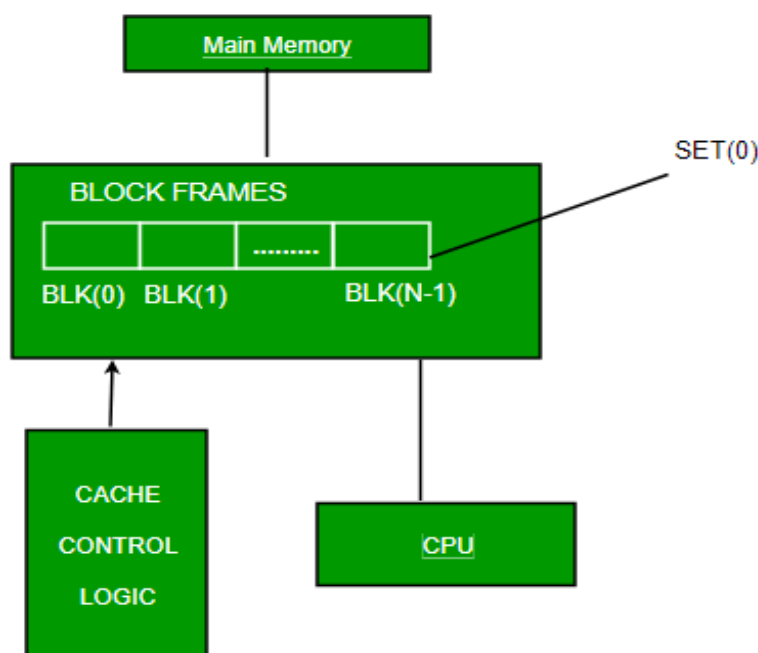 Main Memory
SET(0)
BLOCK FRAMES
.........
BLK(0) BLK(1) BLK(N-1)
CACHE
CONTROL
LOGIC
CPU